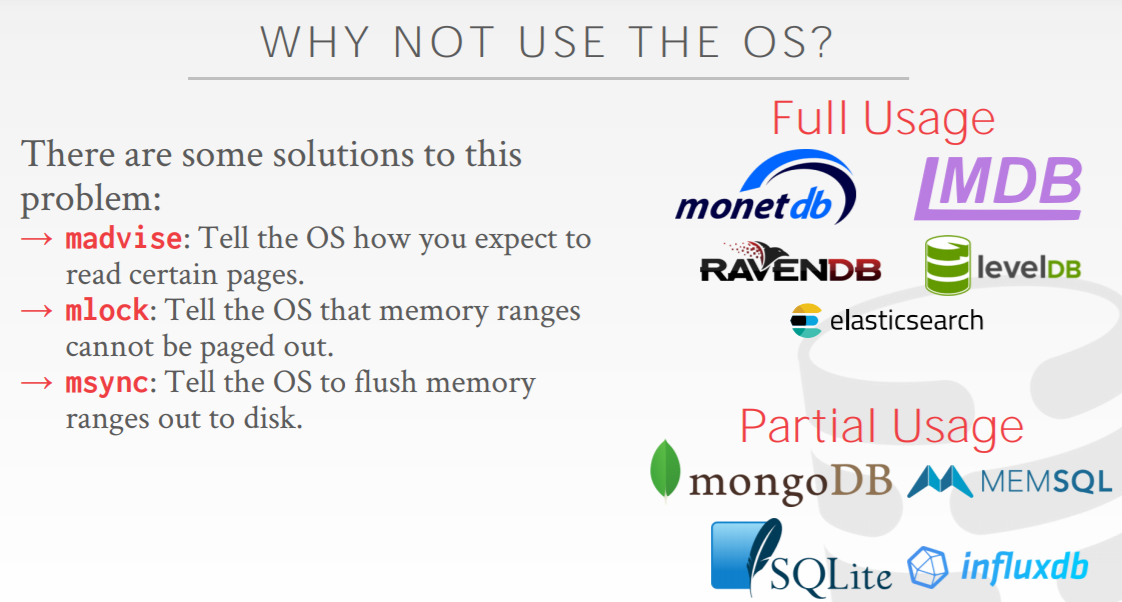 WHY NOT USE THE OS?
There are some solutions to this
problem:
→ madvise: Tell the OS how you expect to
read certain pages.
→ mlock: Tell the OS that memory ranges
cannot be paged out.
→ msync: Tell the OS to flush memory
ranges out to disk.
Full Usage
monetdb
LMDB
RAVENDB
levelDB
elasticsearch
Partial Usage
mongoDB
MEMSQL
SQLite
influxdb